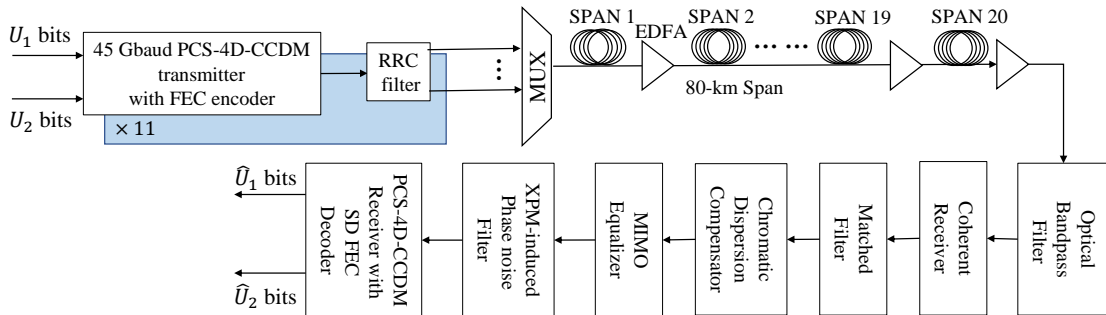 U₁ bits
U₂ bits
45 Gbaud PCS-4D-CCDM
transmitter
with FEC encoder
× 11
RRC
filter
...
MUX
SPAN 1
EDFA
SPAN 2
... ...
SPAN 19
SPAN 20
80-km Span
Optical
Bandpass
Filter
Coherent
Receiver
Matched
Filter
Chromatic
Dispersion
Compensator
MIMO
Equalizer
XPM-induced
Phase noise
Filter
PCS-4D-CCDM
Receiver with
SD FEC
Decoder
Û₁ bits
Û₂ bits